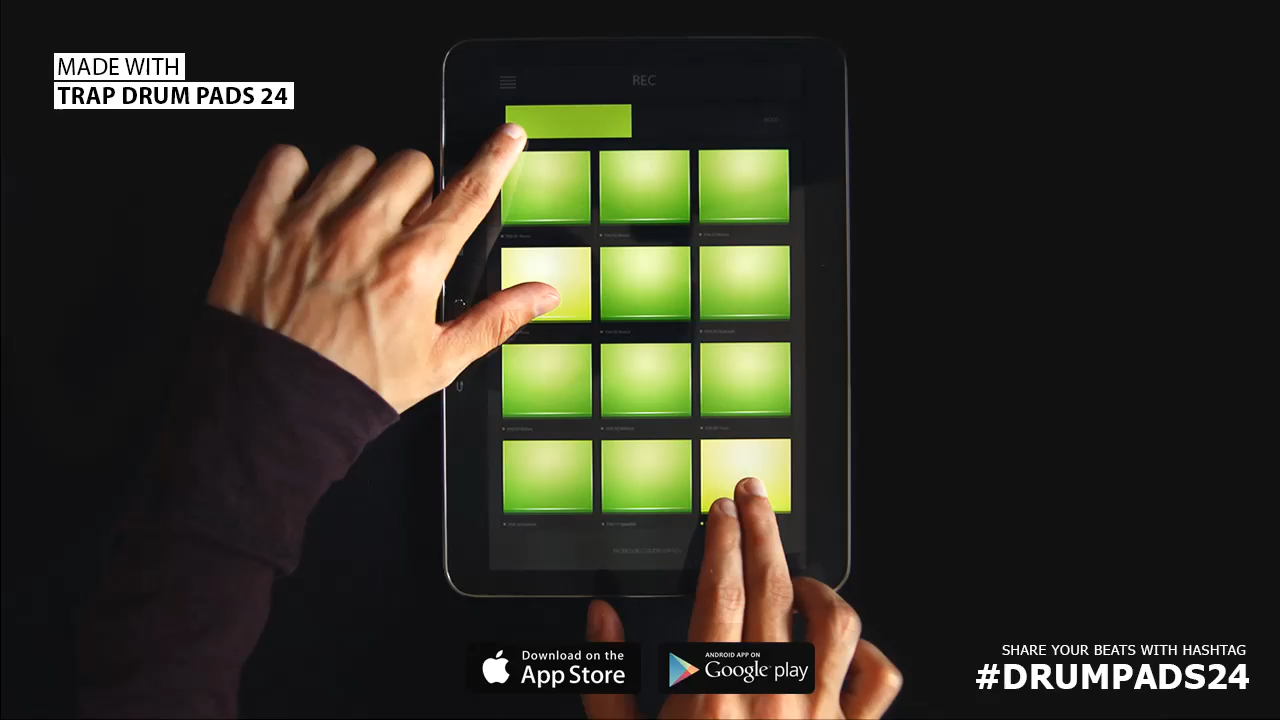 MADE WITH
TRAP DRUM PADS 24
REC
Download on the
App Store
ANDROID APP ON
Google play
SHARE YOUR BEATS WITH HASHTAG
#DRUMPADS24